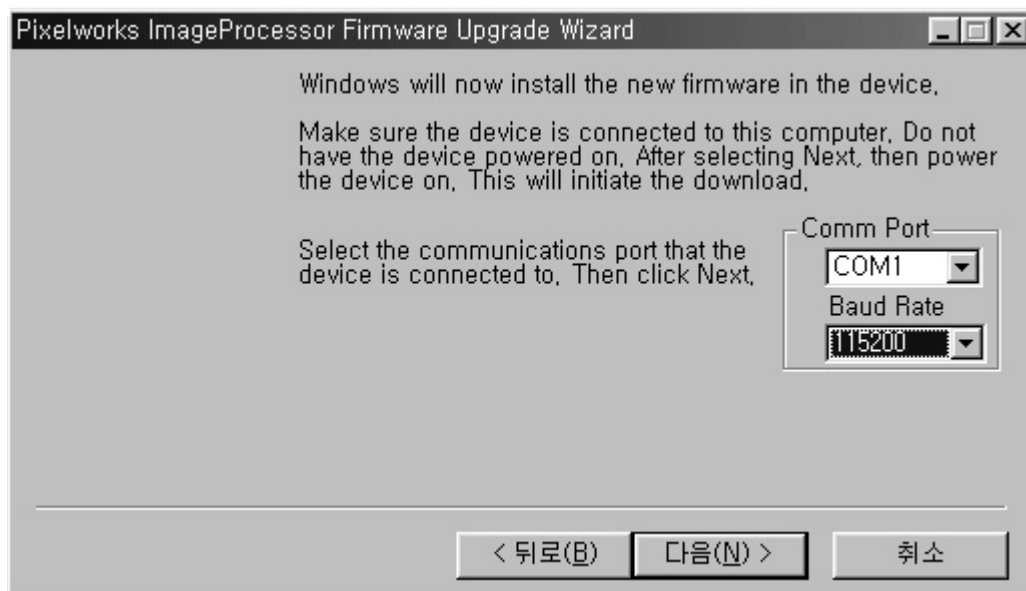 Pixelworks ImageProcessor Firmware Upgrade Wizard
Windows will now install the new firmware in the device,
Make sure the device is connected to this computer, Do not
have the device powered on, After selecting Next, then power
the device on, This will initiate the download,
Select the communications port that the
device is connected to, Then click Next,
Comm Port
COM1
Baud Rate
115200
< 뒤로(B)
다음(N) >
취소